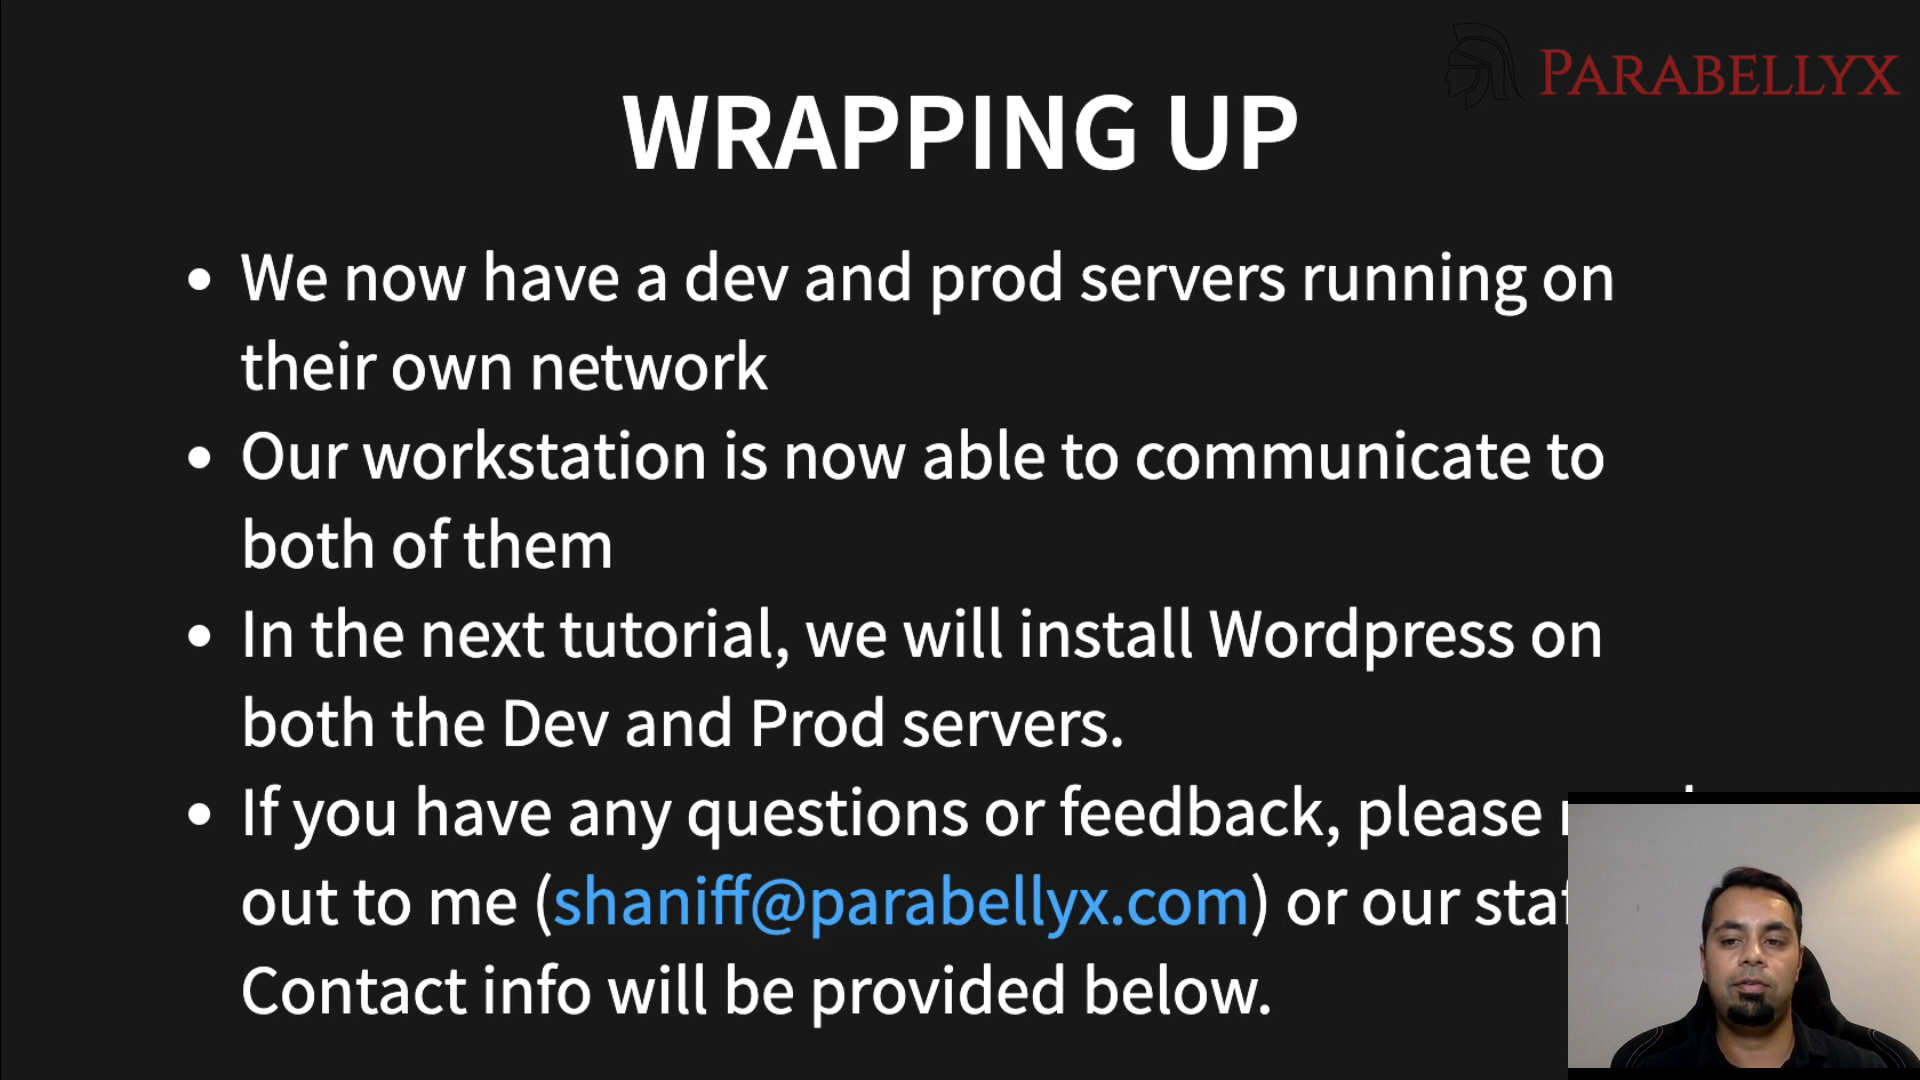 PARABELLYX
WRAPPING UP
We now have a dev and prod servers running on
their own network
Our workstation is now able to communicate to
both of them
In the next tutorial, we will install Wordpress on
both the Dev and Prod servers.
If you have any questions or feedback, please
out to me (shaniff@parabellyx.com) or our
Contact info will be provided below.